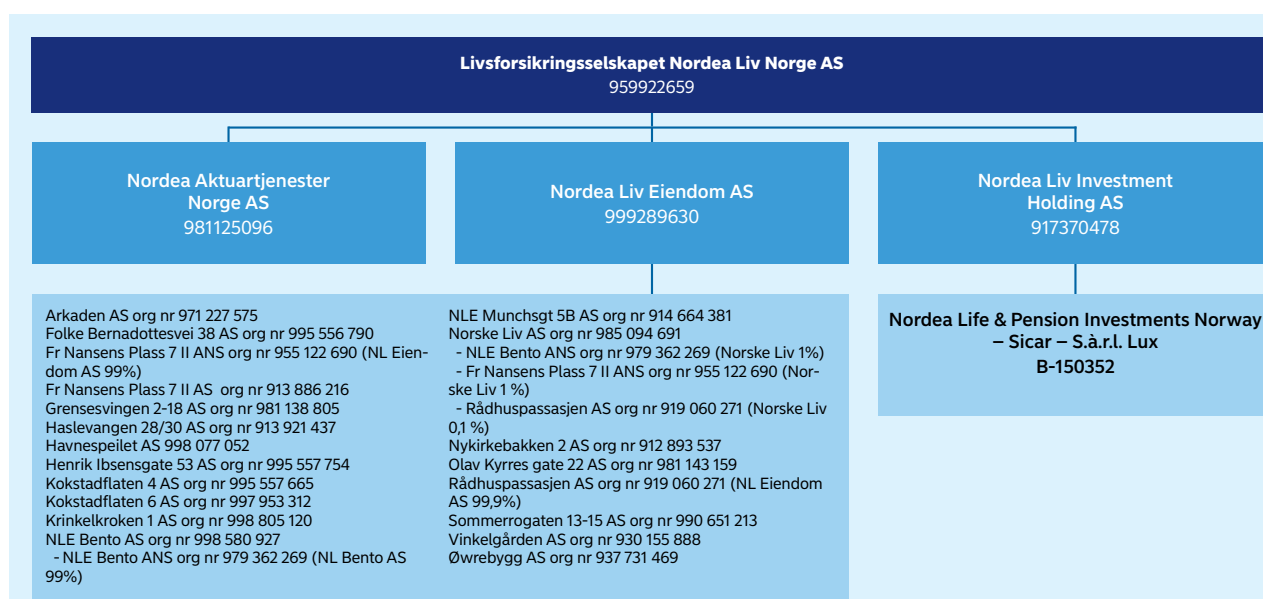 Livsforsikringsselskapet Nordea Liv Norge AS
959922659
Nordea Aktuartjenester
Norge AS
981125096
Nordea Liv Eiendom AS
999289630
Nordea Liv Investment
Holding AS
917370478
Arkaden AS org nr 971 227 575
Folke Bernadottesvei 38 AS org nr 995 556 790
Fr Nansens Plass 7 II ANS org nr 955 122 690 (NL Eien-
dom AS 99%)
Fr Nansens Plass 7 II AS  org nr 913 886 216
Grensesvingen 2-18 AS org nr 981 138 805
Haslevangen 28/30 AS org nr 913 921 437
Havnespeilet AS 998 077 052
Henrik Ibsensgate 53 AS org nr 995 557 754
Kokstadflaten 4 AS org nr 995 557 665
Kokstadflaten 6 AS org nr 997 953 312
Krinkelkroken 1 AS org nr 998 805 120
NLE Bento AS org nr 998 580 927
- NLE Bento ANS org nr 979 362 269 (NL Bento AS
99%)
NLE Munchsgt 5B AS org nr 914 664 381
Norske Liv AS org nr 985 094 691
- NLE Bento ANS org nr 979 362 269 (Norske Liv 1%)
- Fr Nansens Plass 7 II ANS org nr 955 122 690 (Nor-
ske Liv 1 %)
- Rådhuspassasjen AS org nr 919 060 271 (Norske Liv
0,1 %)
Nykirkebakken 2 AS org nr 912 893 537
Olav Kyrres gate 22 AS org nr 981 143 159
Rådhuspassasjen AS org nr 919 060 271 (NL Eiendom
AS 99,9%)
Sommerrogaten 13-15 AS org nr 990 651 213
Vinkelgården AS org nr 930 155 888
Øwrebygg AS org nr 937 731 469
Nordea Life & Pension Investments Norway
– Sicar – S.à.r.l. Lux
B-150352